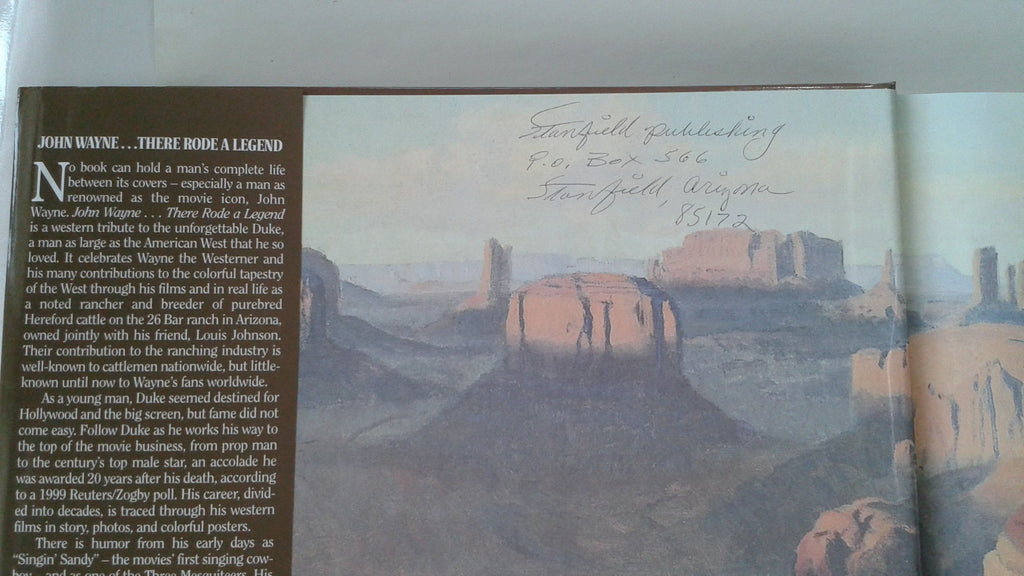 JOHN WAYNE...THERE RODE A LEGEND
No book can hold a man's complete life
between its covers – especially a man as
renowned as the movie icon, John
Wayne. John Wayne . . . There Rode a Legend
is a western tribute to the unforgettable Duke,
a man as large as the American West that he so
loved. It celebrates Wayne the Westerner and
his many contributions to the colorful tapestry
of the West through his films and in real life as
a noted rancher and breeder of purebred
Hereford cattle on the 26 Bar ranch in Arizona,
owned jointly with his friend, Louis Johnson.
Their contribution to the ranching industry is
well-known to cattlemen nationwide, but little-
known until now to Wayne's fans worldwide.
As a young man, Duke seemed destined for
Hollywood and the big screen, but fame did not
come easy. Follow Duke as he works his way to
the top of the movie business, from prop man
to the century's top male star, an accolade he
was awarded 20 years after his death, according
to a 1999 Reuters/Zogby poll. His career, divid-
ed into decades, is traced through his western
films in story, photos, and colorful posters.
There is humor from his early days as
"Singin' Sandy" – the movies' first singing cow-
boy – and as one of the Three Mesquiteers. His
Stanfield publishing
P.O. Box 566
Stanfield, Arizona
85172